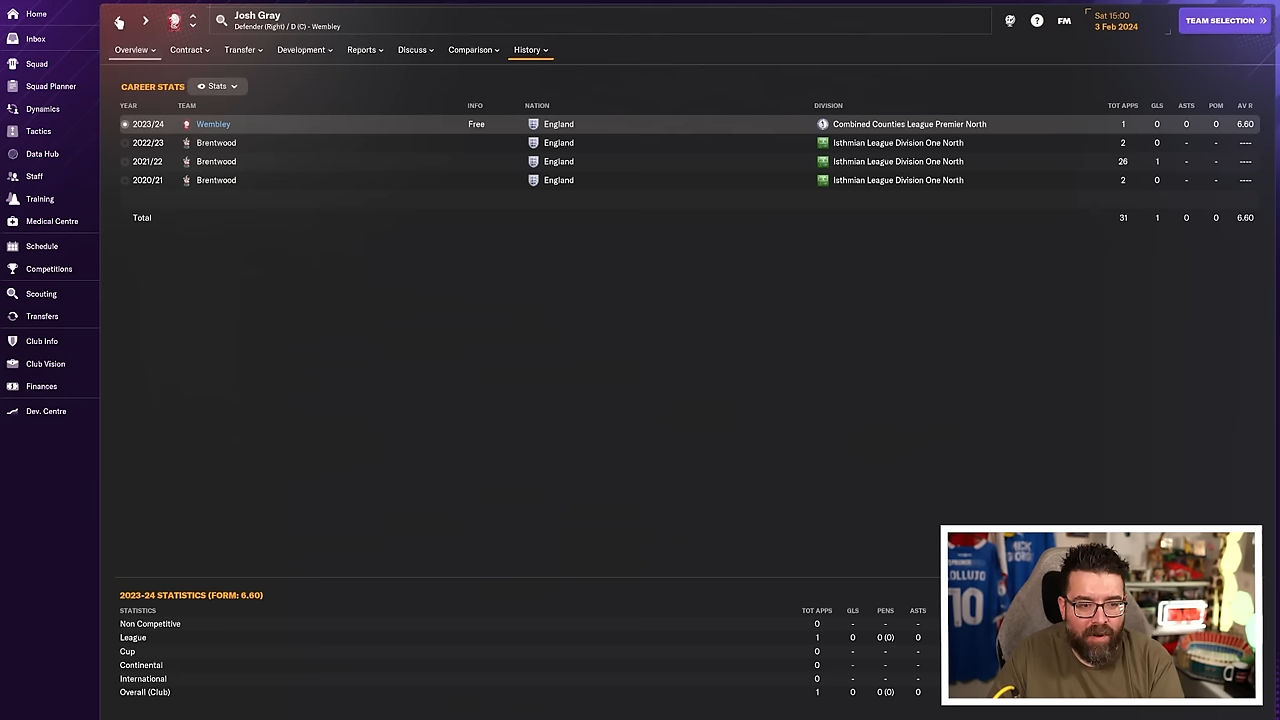 Home
Inbox
Squad
Squad Planner
Dynamics
Tactics
Data Hub
Staff
Training
Medical Centre
Schedule
Competitions
Scouting
Transfers
Club Info
Club Vision
Finances
Dev. Centre
Josh Gray
Defender (Right) / D (C) - Wembley
FM
Sat 15:00
3 Feb 2024
TEAM SELECTION
Overview
Contract
Transfer
Development
Reports
Discuss
Comparison
History
CAREER STATS
Stats
YEAR TEAM INFO NATION DIVISION TOT APPS GLS ASTS POM AV R
2023/24 Wembley Free England Combined Counties League Premier North 1 0 0 0 6.60
2022/23 Brentwood England Isthmian League Division One North 2 0 - - ----
2021/22 Brentwood England Isthmian League Division One North 26 1 - - ----
2020/21 Brentwood England Isthmian League Division One North 2 0 - - ----
Total 31 1 0 0 6.60
2023-24 STATISTICS (FORM: 6.60)
STATISTICS TOT APPS GLS PENS ASTS
Non Competitive 0 - - -
League 1 0 0 (0) 0
Cup 0 - - -
Continental 0 - - -
International 0 - - -
Overall (Club) 1 0 0 (0) 0
10